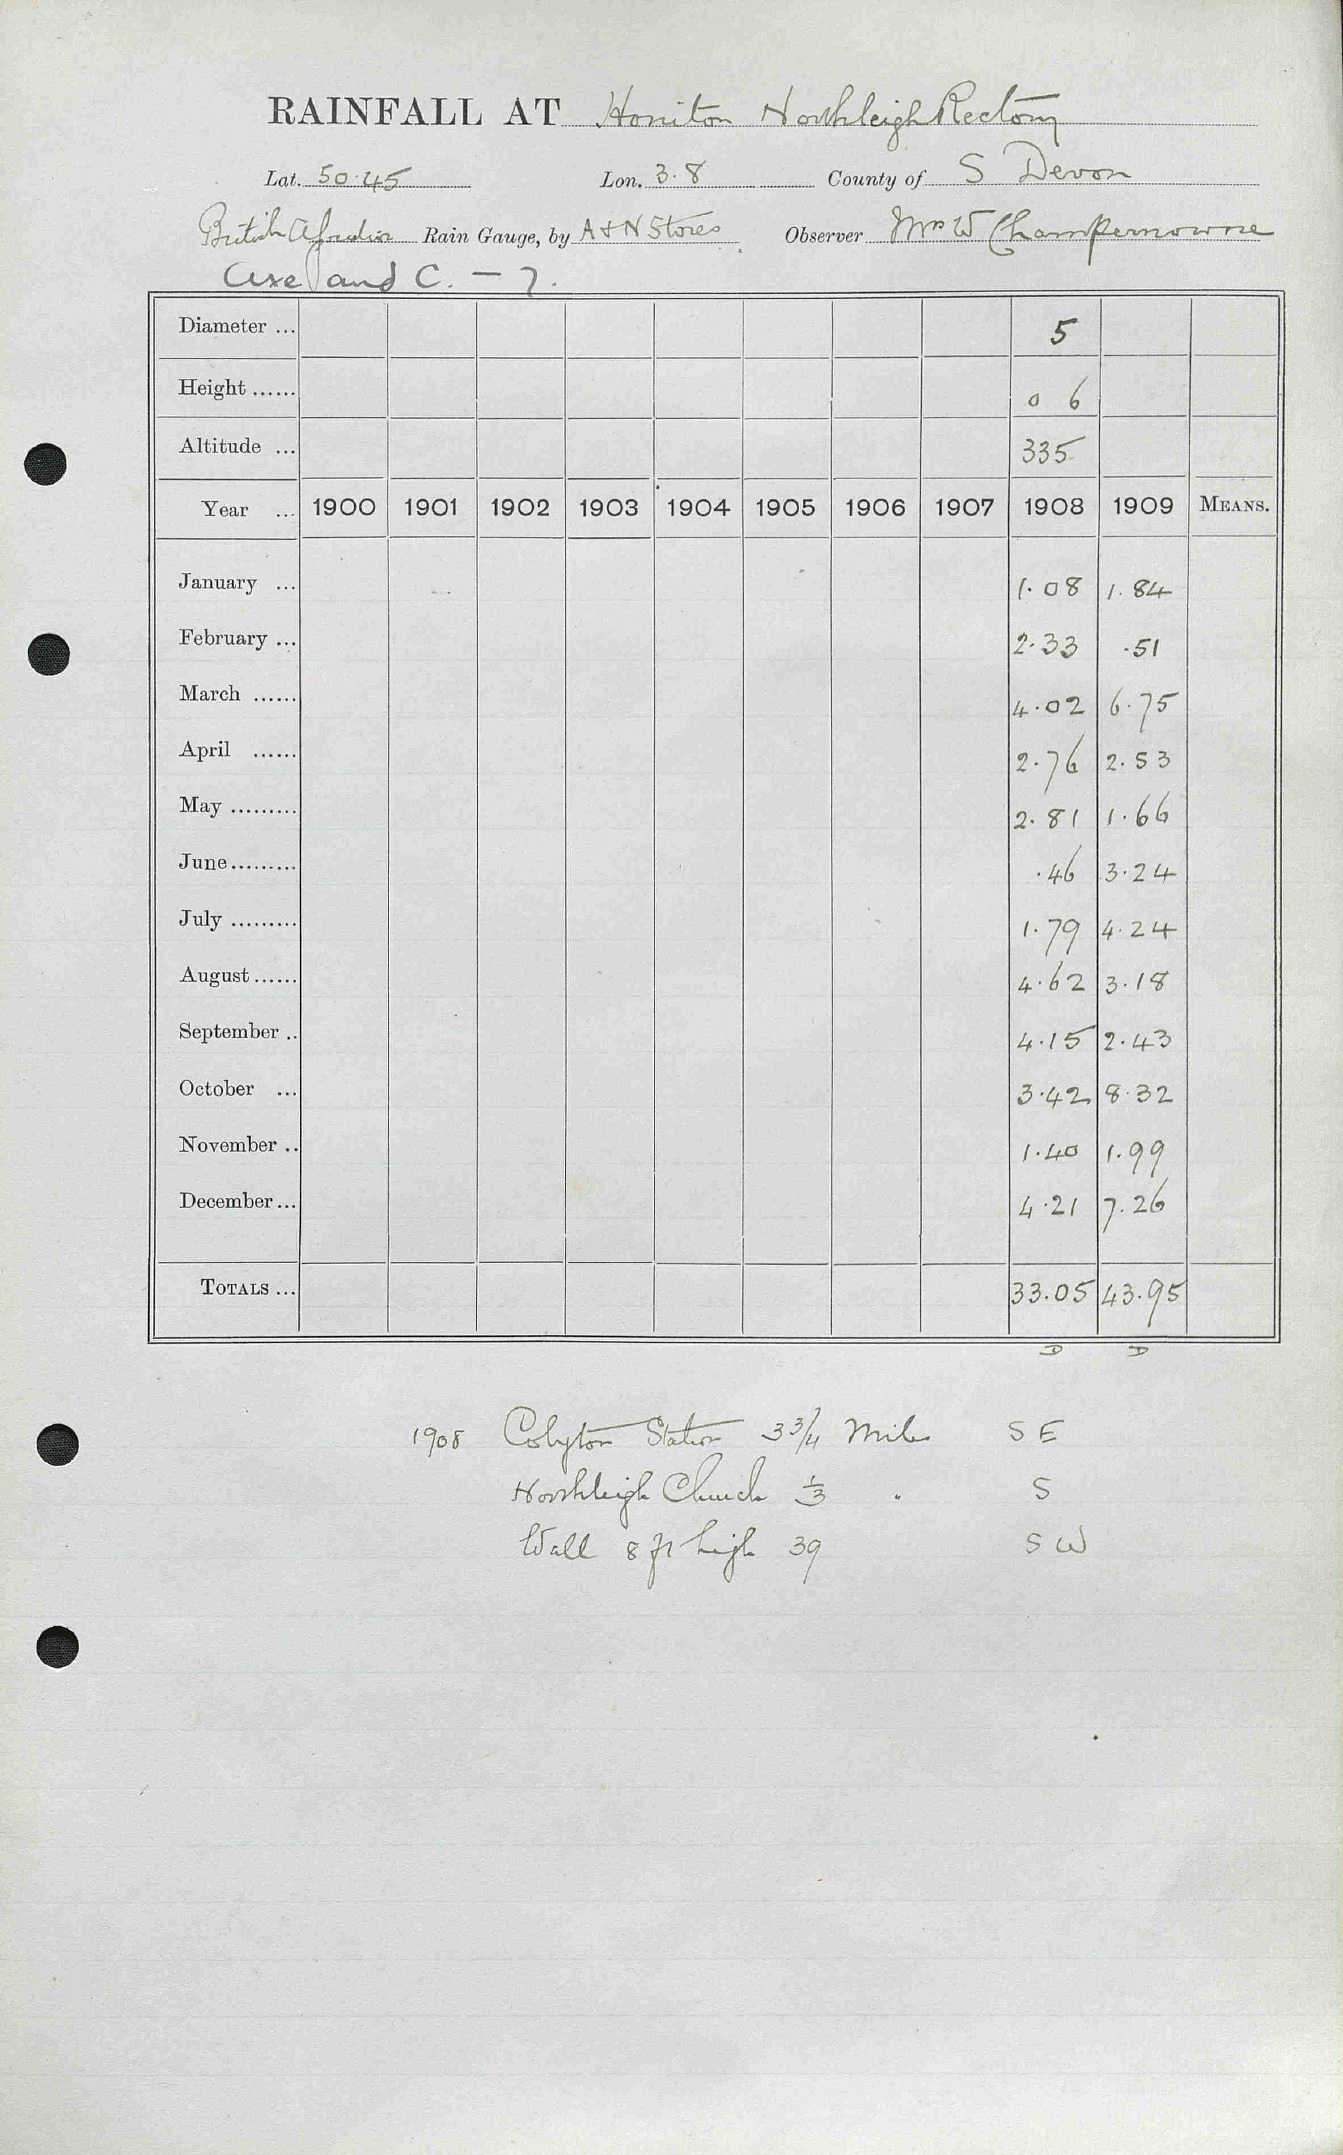 RAINFALL AT Honiton Northleigh Rectory
Lat. 50.45 Lon. 3.8 County of S Devon
British Rain Gauge, by A & N Stores Observer Mrs W Champernowne
Axe and C. — 7.
Diameter ... 5
Height ...... 0 6
Altitude ... 335
Year ... 1900 1901 1902 1903 1904 1905 1906 1907 1908 1909 MEANS.
January ... 1.08 1.84
February ... 2.33 .51
March ...... 4.02 6.75
April ...... 2.76 2.53
May ......... 2.81 1.66
June ......... .46 3.24
July ......... 1.79 4.24
August ...... 4.62 3.18
September .. 4.15 2.43
October ... 3.42 8.32
November .. 1.40 1.99
December ... 4.21 7.26
TOTALS ... 33.05 43.95
D D
1908 Colyton Station 3 3/4 Miles S E
Northleigh Church 1/3 " S
Wall 8 ft high 39 S W